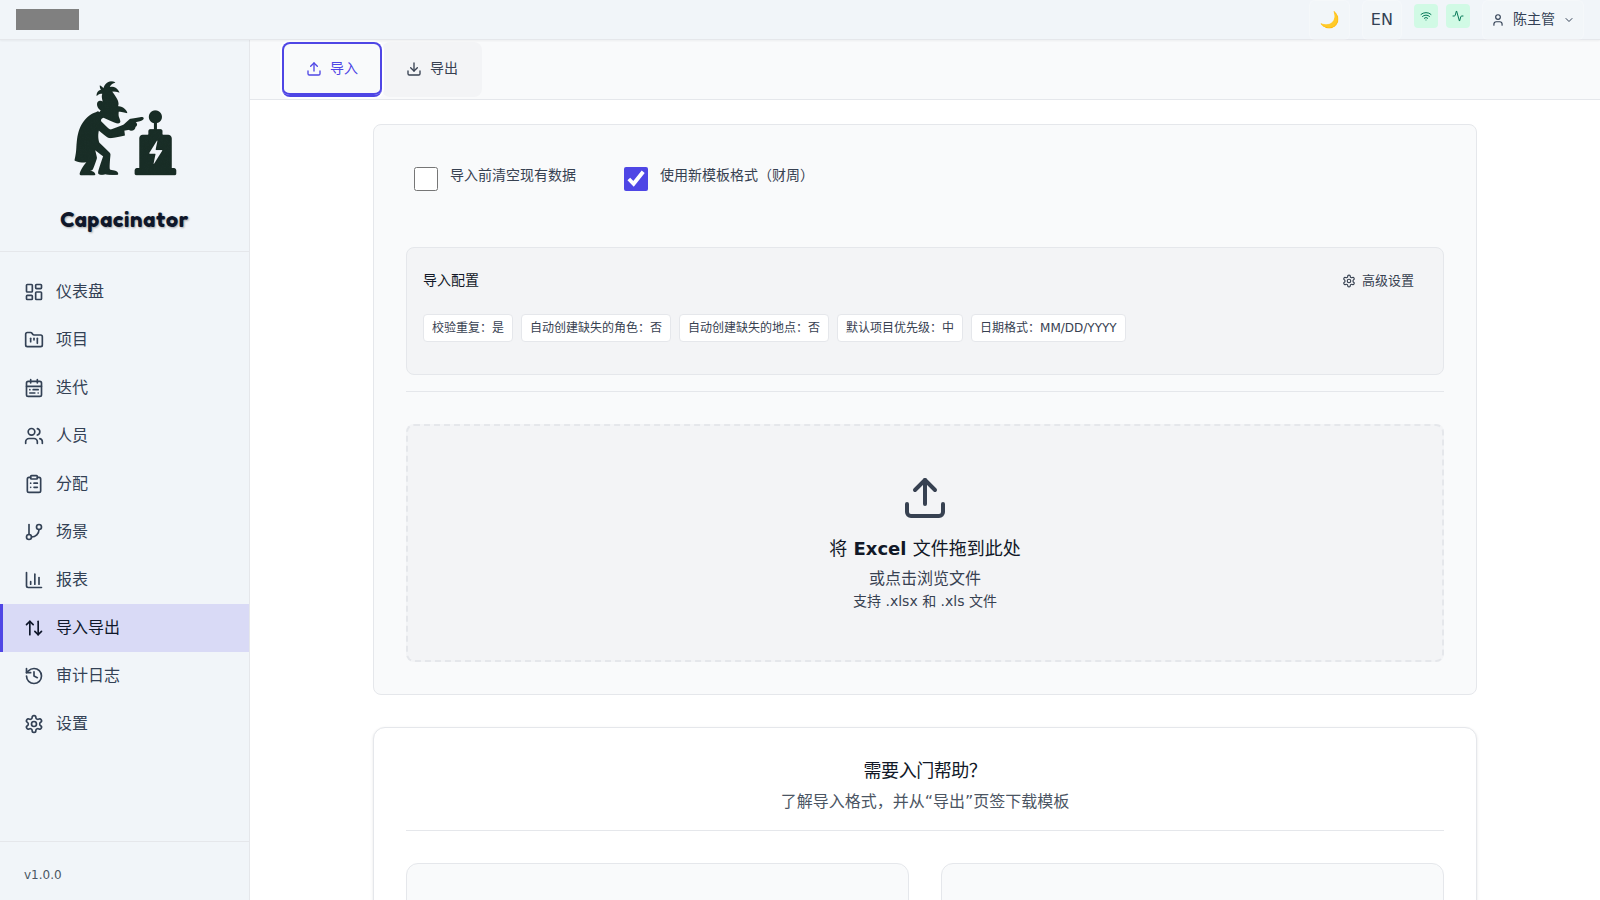 EN
陈主管
导入
导出
Capacinator
仪表盘
项目
迭代
人员
分配
场景
报表
导入导出
审计日志
设置
v1.0.0
导入前清空现有数据
使用新模板格式（财周）
导入配置
高级设置
校验重复：是
自动创建缺失的角色：否
自动创建缺失的地点：否
默认项目优先级：中
日期格式：MM/DD/YYYY
将 Excel 文件拖到此处
或点击浏览文件
支持 .xlsx 和 .xls 文件
需要入门帮助？
了解导入格式，并从“导出”页签下载模板